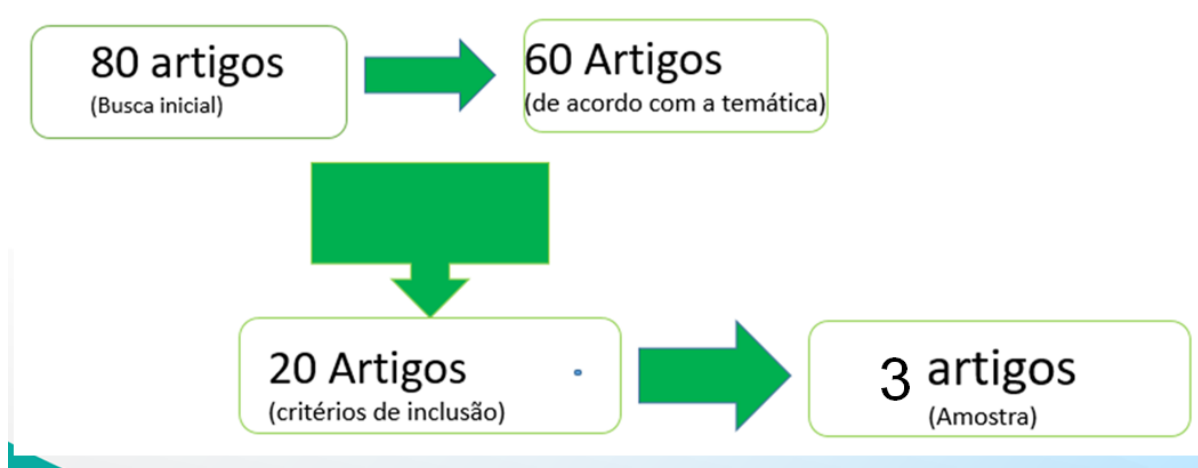 80 artigos
(Busca inicial)
60 Artigos
(de acordo com a temática)
20 Artigos
(critérios de inclusão)
3 artigos
(Amostra)